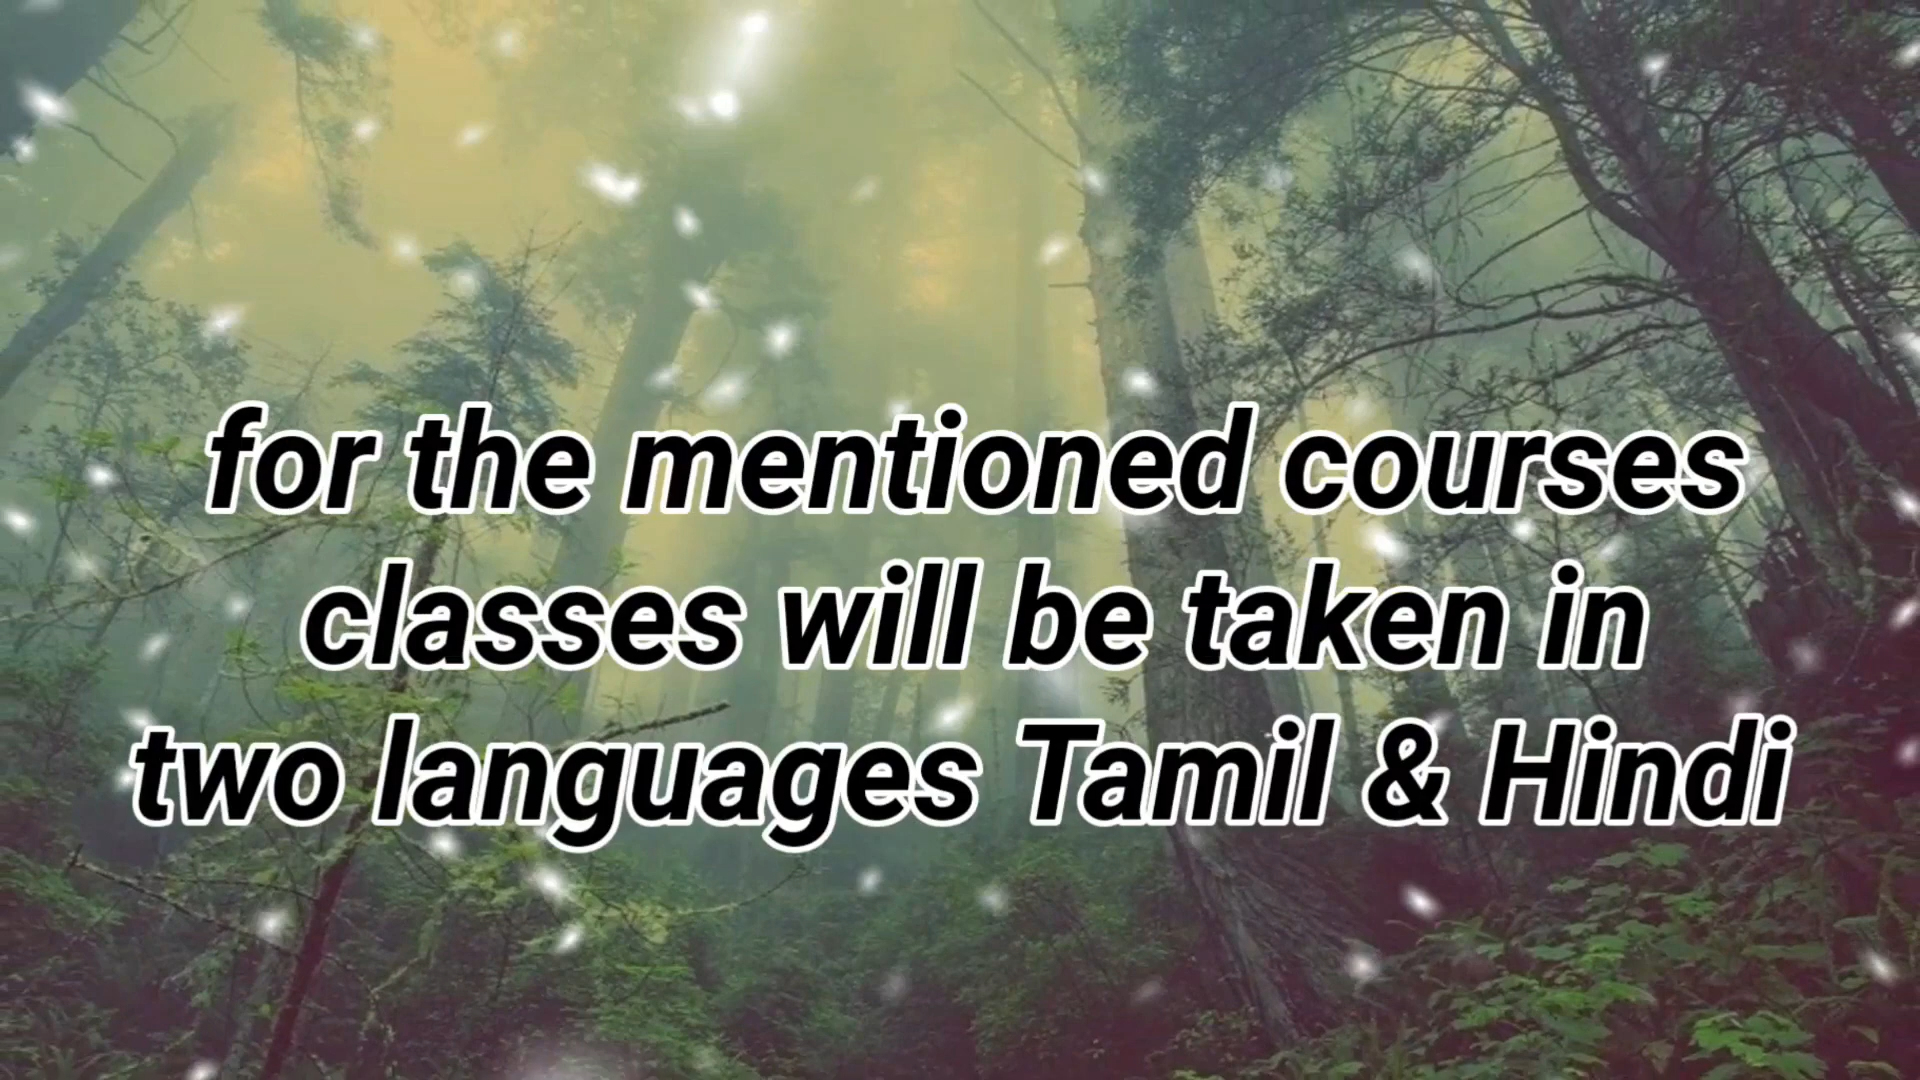 for the mentioned courses
classes will be taken in
two languages Tamil & Hindi